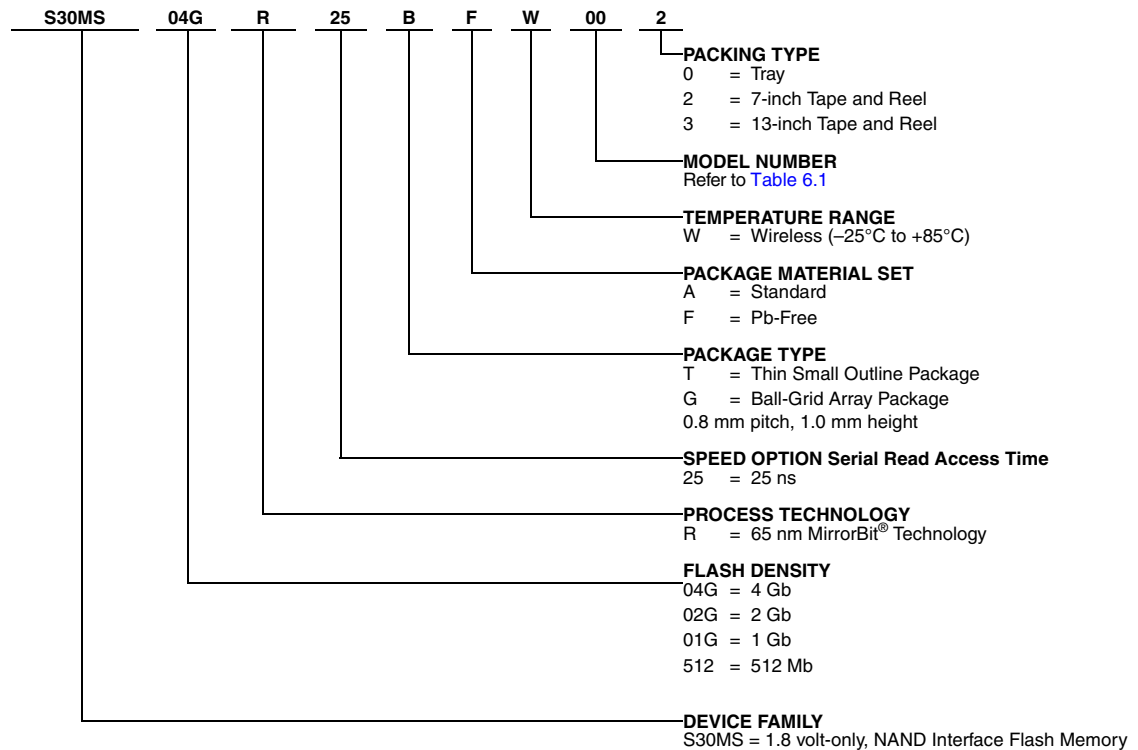 S30MS 04G R 25 B F W 00 2
PACKING TYPE
0 = Tray
2 = 7-inch Tape and Reel
3 = 13-inch Tape and Reel
MODEL NUMBER
Refer to Table 6.1
TEMPERATURE RANGE
W = Wireless (–25°C to +85°C)
PACKAGE MATERIAL SET
A = Standard
F = Pb-Free
PACKAGE TYPE
T = Thin Small Outline Package
G = Ball-Grid Array Package
0.8 mm pitch, 1.0 mm height
SPEED OPTION Serial Read Access Time
25 = 25 ns
PROCESS TECHNOLOGY
R = 65 nm MirrorBit® Technology
FLASH DENSITY
04G = 4 Gb
02G = 2 Gb
01G = 1 Gb
512 = 512 Mb
DEVICE FAMILY
S30MS = 1.8 volt-only, NAND Interface Flash Memory